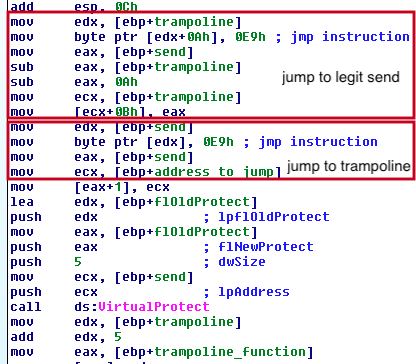 add esp, 0Ch
mov edx, [ebp+trampoline]
mov byte ptr [edx+0Ah], 0E9h ; jmp instruction
mov eax, [ebp+send]
sub eax, [ebp+trampoline]
sub eax, 0Ah
mov ecx, [ebp+trampoline]
mov [ecx+0Bh], eax
jump to legit send
mov edx, [ebp+send]
mov byte ptr [edx], 0E9h ; jmp instruction
mov eax, [ebp+send]
mov ecx, [ebp+address_to_jump]
jump to trampoline
mov [eax+1], ecx
lea edx, [ebp+flOldProtect]
push edx ; lpflOldProtect
mov eax, [ebp+flOldProtect]
push eax ; flNewProtect
push 5 ; dwSize
mov ecx, [ebp+send]
push ecx ; lpAddress
call ds:VirtualProtect
mov edx, [ebp+trampoline]
add edx, 5
mov eax, [ebp+trampoline_function]